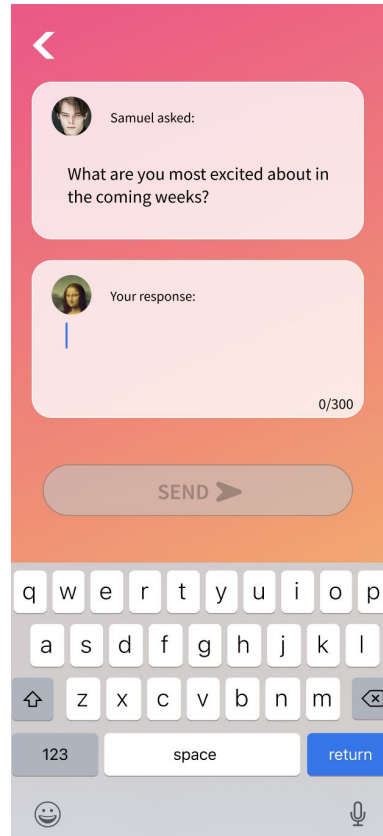 Samuel asked:
What are you most excited about in
the coming weeks?
Your response:
0/300
SEND
q w e r t y u i o p
a s d f g h j k l
z x c v b n m
123 space return